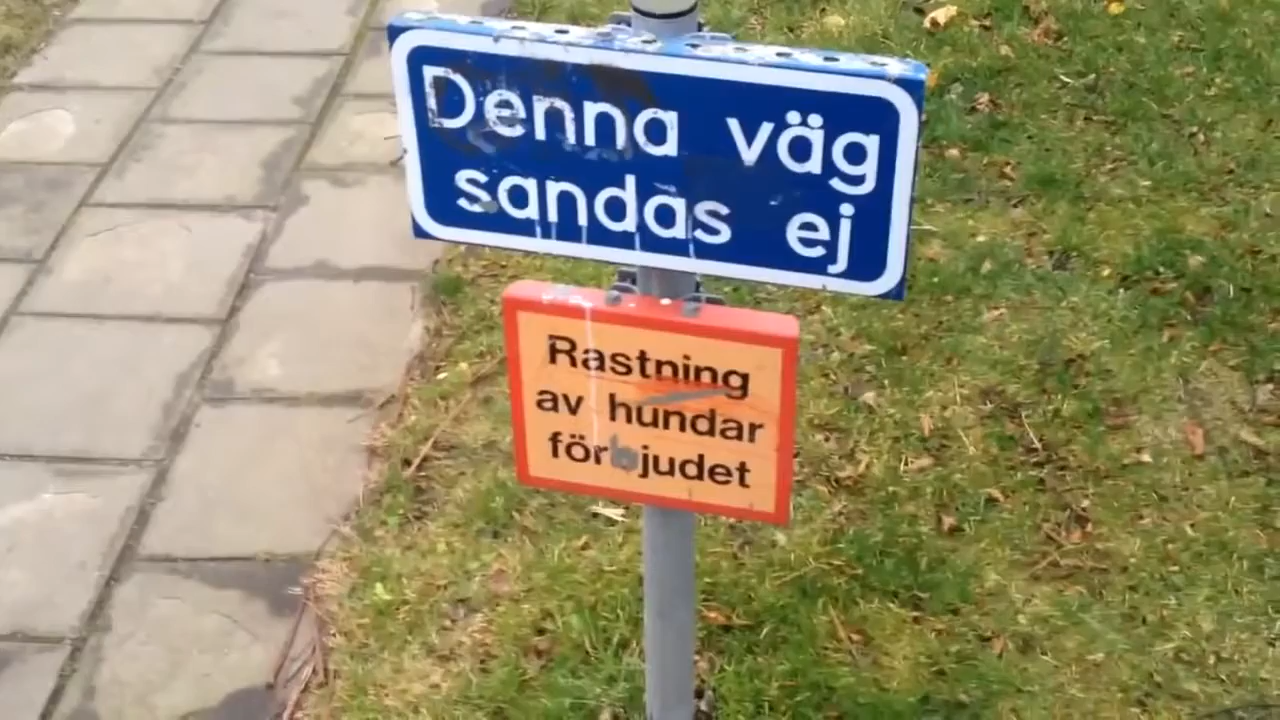 Denna väg
sandas ej
Rastning
av hundar
förbjudet